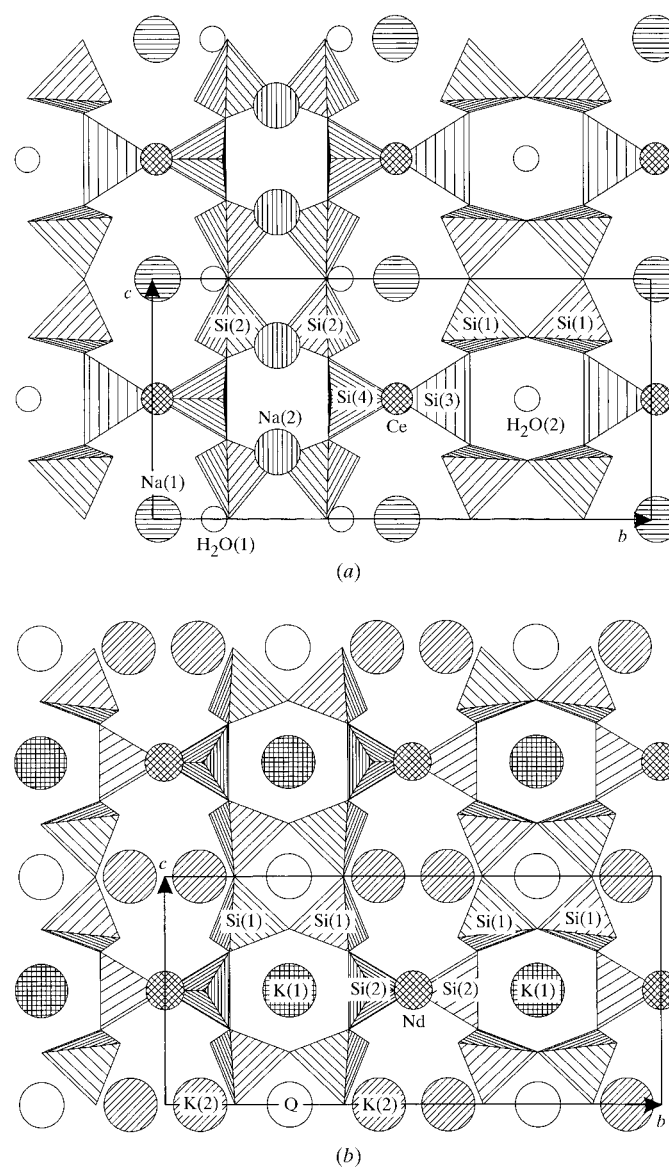 c
Si(2) Si(2) Si(1) Si(1)
Na(2) Si(4) Si(3)
Ce H₂O(2)
Na(1)
H₂O(1) b
(a)
c
Si(1) Si(1) Si(1) Si(1)
K(1) Si(2) Si(2) K(1)
Nd
K(2) Q K(2) b
(b)